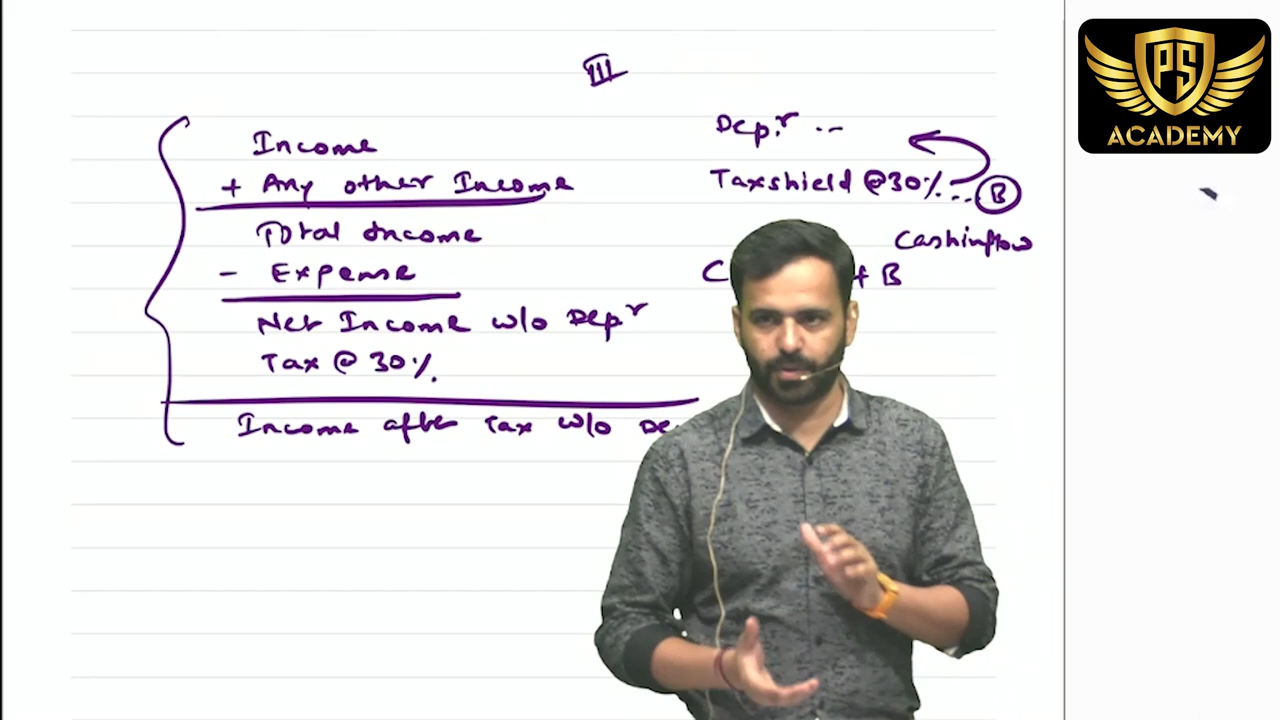 III
Income
+ Any other Income
Total Income
- Expense
Net Income w/o Depr
Tax @ 30%.
Income after Tax w/o
Depr --
Taxshield @30% -- B
Cashinflow
C + B
PS
ACADEMY